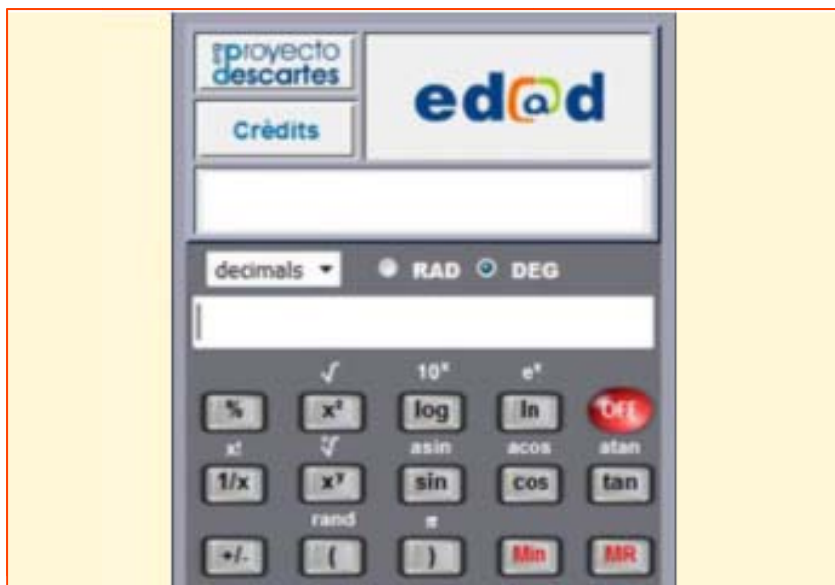 proyecto
descartes
ed@d
Crèdits
decimals
RAD
DEG
√ 10ˣ eˣ
% x² log ln OFF
x! ʸ√ asin acos atan
1/x xʸ sin cos tan
rand π
+/- ( ) Min MR